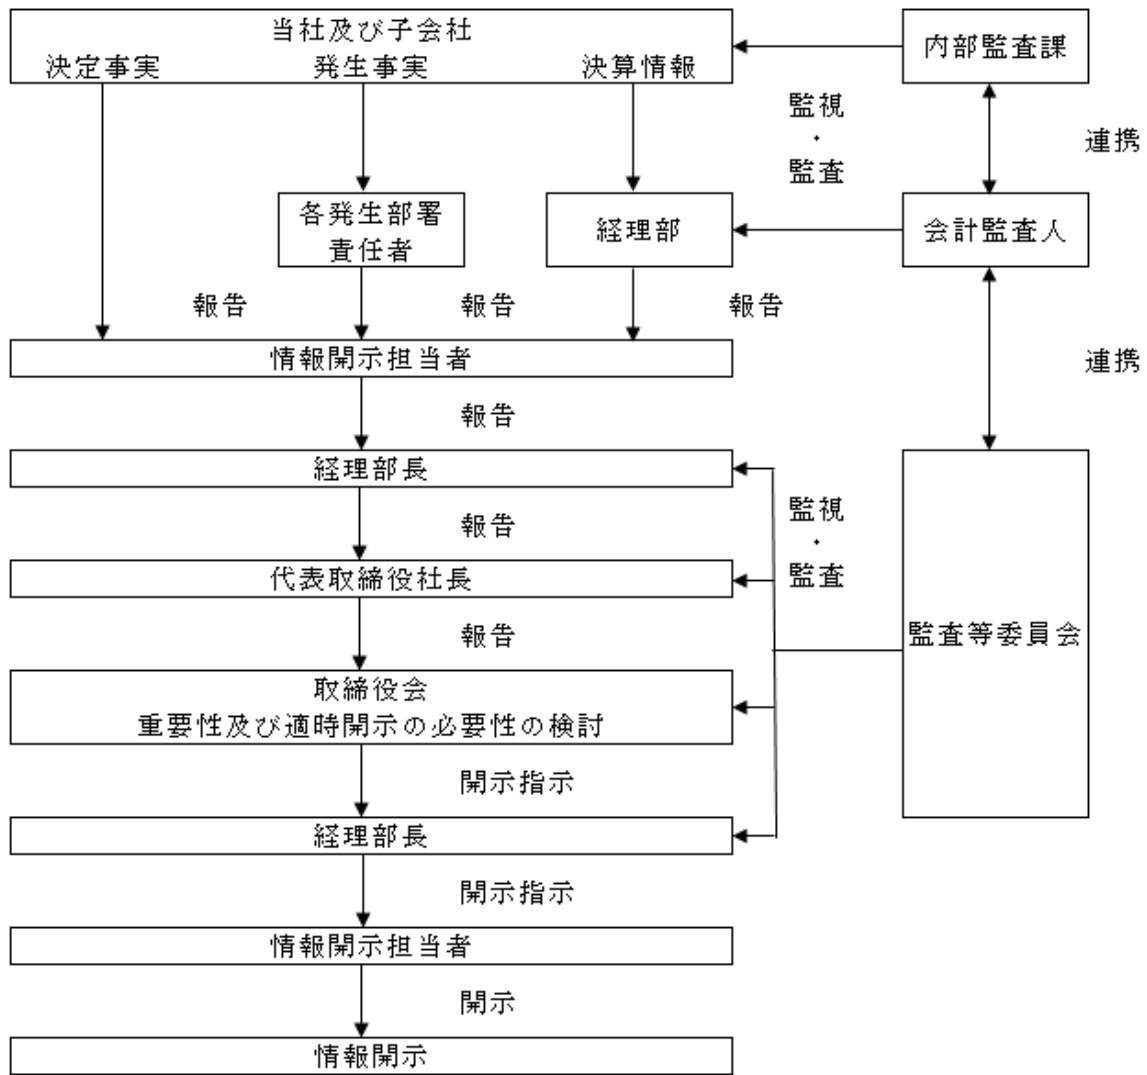 当社及び子会社
決定事実
発生事実
決算情報
内部監査課
監視
・
監査
連携
各発生部署
責任者
経理部
会計監査人
報告
報告
報告
連携
情報開示担当者
報告
経理部長
報告
監視
・
監査
代表取締役社長
報告
監査等委員会
取締役会
重要性及び適時開示の必要性の検討
開示指示
経理部長
開示指示
情報開示担当者
開示
情報開示